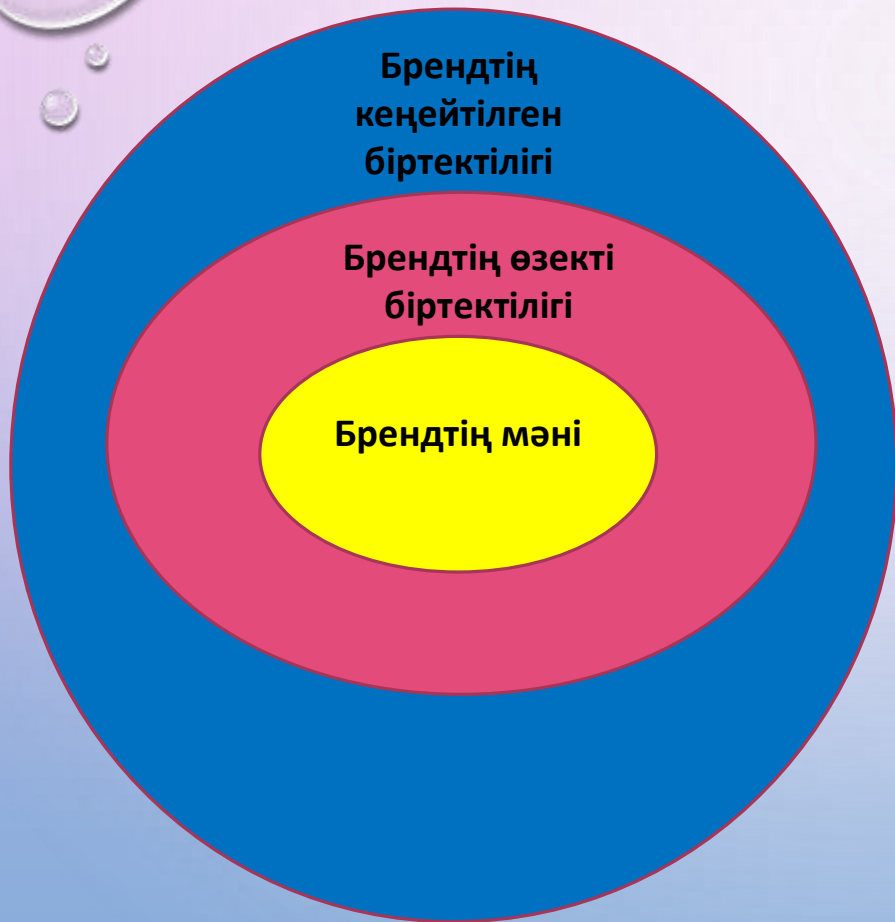 Брендтің
кеңейтілген
біртектілігі
Брендтің өзекті
біртектілігі
Брендтің мәні